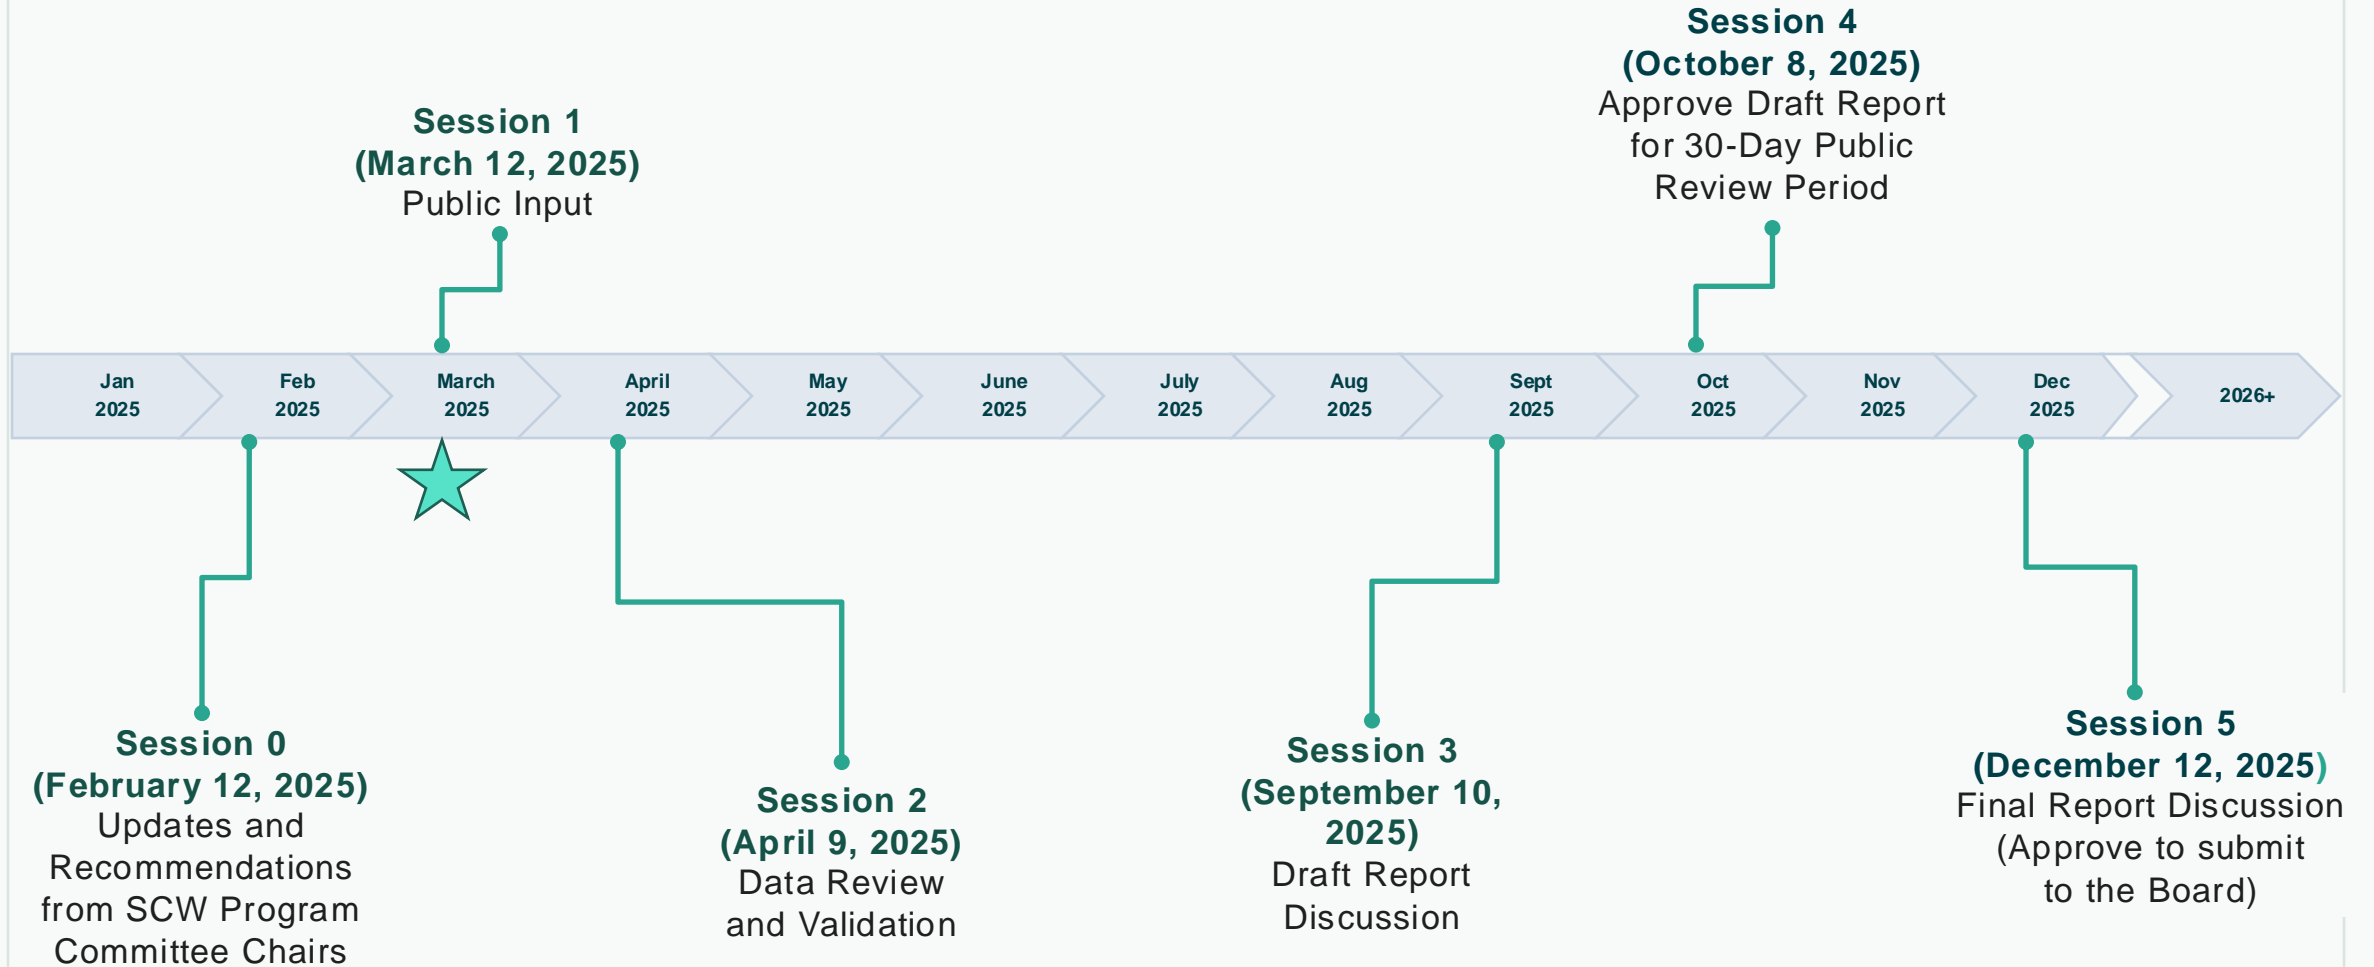 Session 4
(October 8, 2025)
Approve Draft Report
for 30-Day Public
Review Period
Session 1
(March 12, 2025)
Public Input
Jan
2025
Feb
2025
March
2025
April
2025
May
2025
June
2025
July
2025
Aug
2025
Sept
2025
Oct
2025
Nov
2025
Dec
2025
2026+
Session 0
(February 12, 2025)
Updates and
Recommendations
from SCW Program
Committee Chairs
Session 2
(April 9, 2025)
Data Review
and Validation
Session 3
(September 10,
2025)
Draft Report
Discussion
Session 5
(December 12, 2025)
Final Report Discussion
(Approve to submit
to the Board)